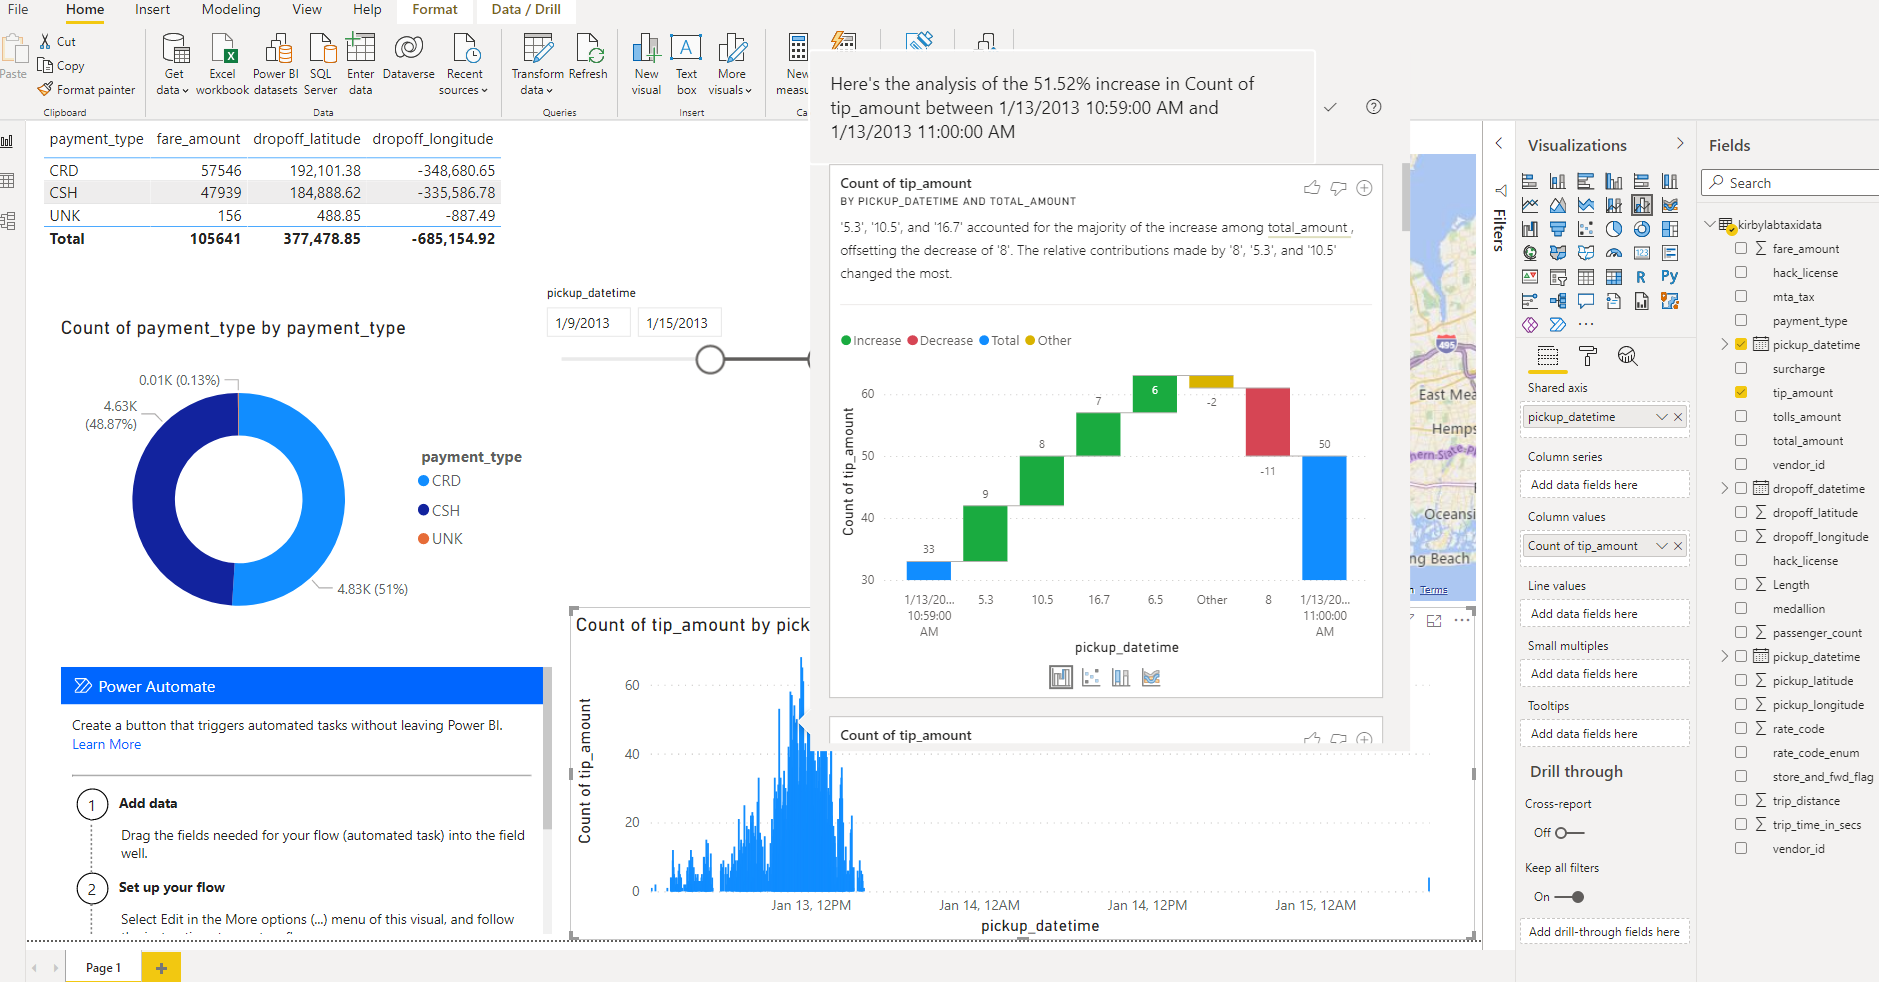 File Home Insert Modeling View Help Format Data / Drill
Paste
Cut
Copy
Format painter
Clipboard
Get data
Excel workbook
Power BI datasets
SQL Server
Enter data
Dataverse
Recent sources
Data
Transform data
Refresh
Queries
New visual
Text box
More visuals
Insert
New
measu
Ca
payment_type fare_amount dropoff_latitude dropoff_longitude
CRD 57546 192,101.38 -348,680.65
CSH 47939 184,888.62 -335,586.78
UNK 156 488.85 -887.49
Total 105641 377,478.85 -685,154.92
pickup_datetime
1/9/2013 1/15/2013
Count of payment_type by payment_type
0.01K (0.13%)
4.63K
(48.87%)
4.83K (51%)
payment_type
CRD
CSH
UNK
Power Automate
Create a button that triggers automated tasks without leaving Power BI.
Learn More
1 Add data
Drag the fields needed for your flow (automated task) into the field
well.
2 Set up your flow
Select Edit in the More options (...) menu of this visual, and follow
Here's the analysis of the 51.52% increase in Count of
tip_amount between 1/13/2013 10:59:00 AM and
1/13/2013 11:00:00 AM
Count of tip_amount
BY PICKUP_DATETIME AND TOTAL_AMOUNT
'5.3', '10.5', and '16.7' accounted for the majority of the increase among total_amount ,
offsetting the decrease of '8'. The relative contributions made by '8', '5.3', and '10.5'
changed the most.
Increase Decrease Total Other
Count of tip_amount
60
50
40
30
33 9 8 7 6 -2 -11 50
1/13/20... 5.3 10.5 16.7 6.5 Other 8 1/13/20...
10:59:00 11:00:00
AM AM
pickup_datetime
Count of tip_amount
Count of tip_amount by pick
Count of tip_amount
60
40
20
0
Jan 13, 12PM Jan 14, 12AM Jan 14, 12PM Jan 15, 12AM
pickup_datetime
495
East Mea
Hemps
ern State P
Oceansi
ng Beach
Terms
Filters
Visualizations
R Py
123
...
Shared axis
pickup_datetime
Column series
Add data fields here
Column values
Count of tip_amount
Line values
Add data fields here
Small multiples
Add data fields here
Tooltips
Add data fields here
Drill through
Cross-report
Off
Keep all filters
On
Add drill-through fields here
Fields
Search
kirbylabtaxidata
fare_amount
hack_license
mta_tax
payment_type
pickup_datetime
surcharge
tip_amount
tolls_amount
total_amount
vendor_id
dropoff_datetime
dropoff_latitude
dropoff_longitude
hack_license
Length
medallion
passenger_count
pickup_datetime
pickup_latitude
pickup_longitude
rate_code
rate_code_enum
store_and_fwd_flag
trip_distance
trip_time_in_secs
vendor_id
Page 1